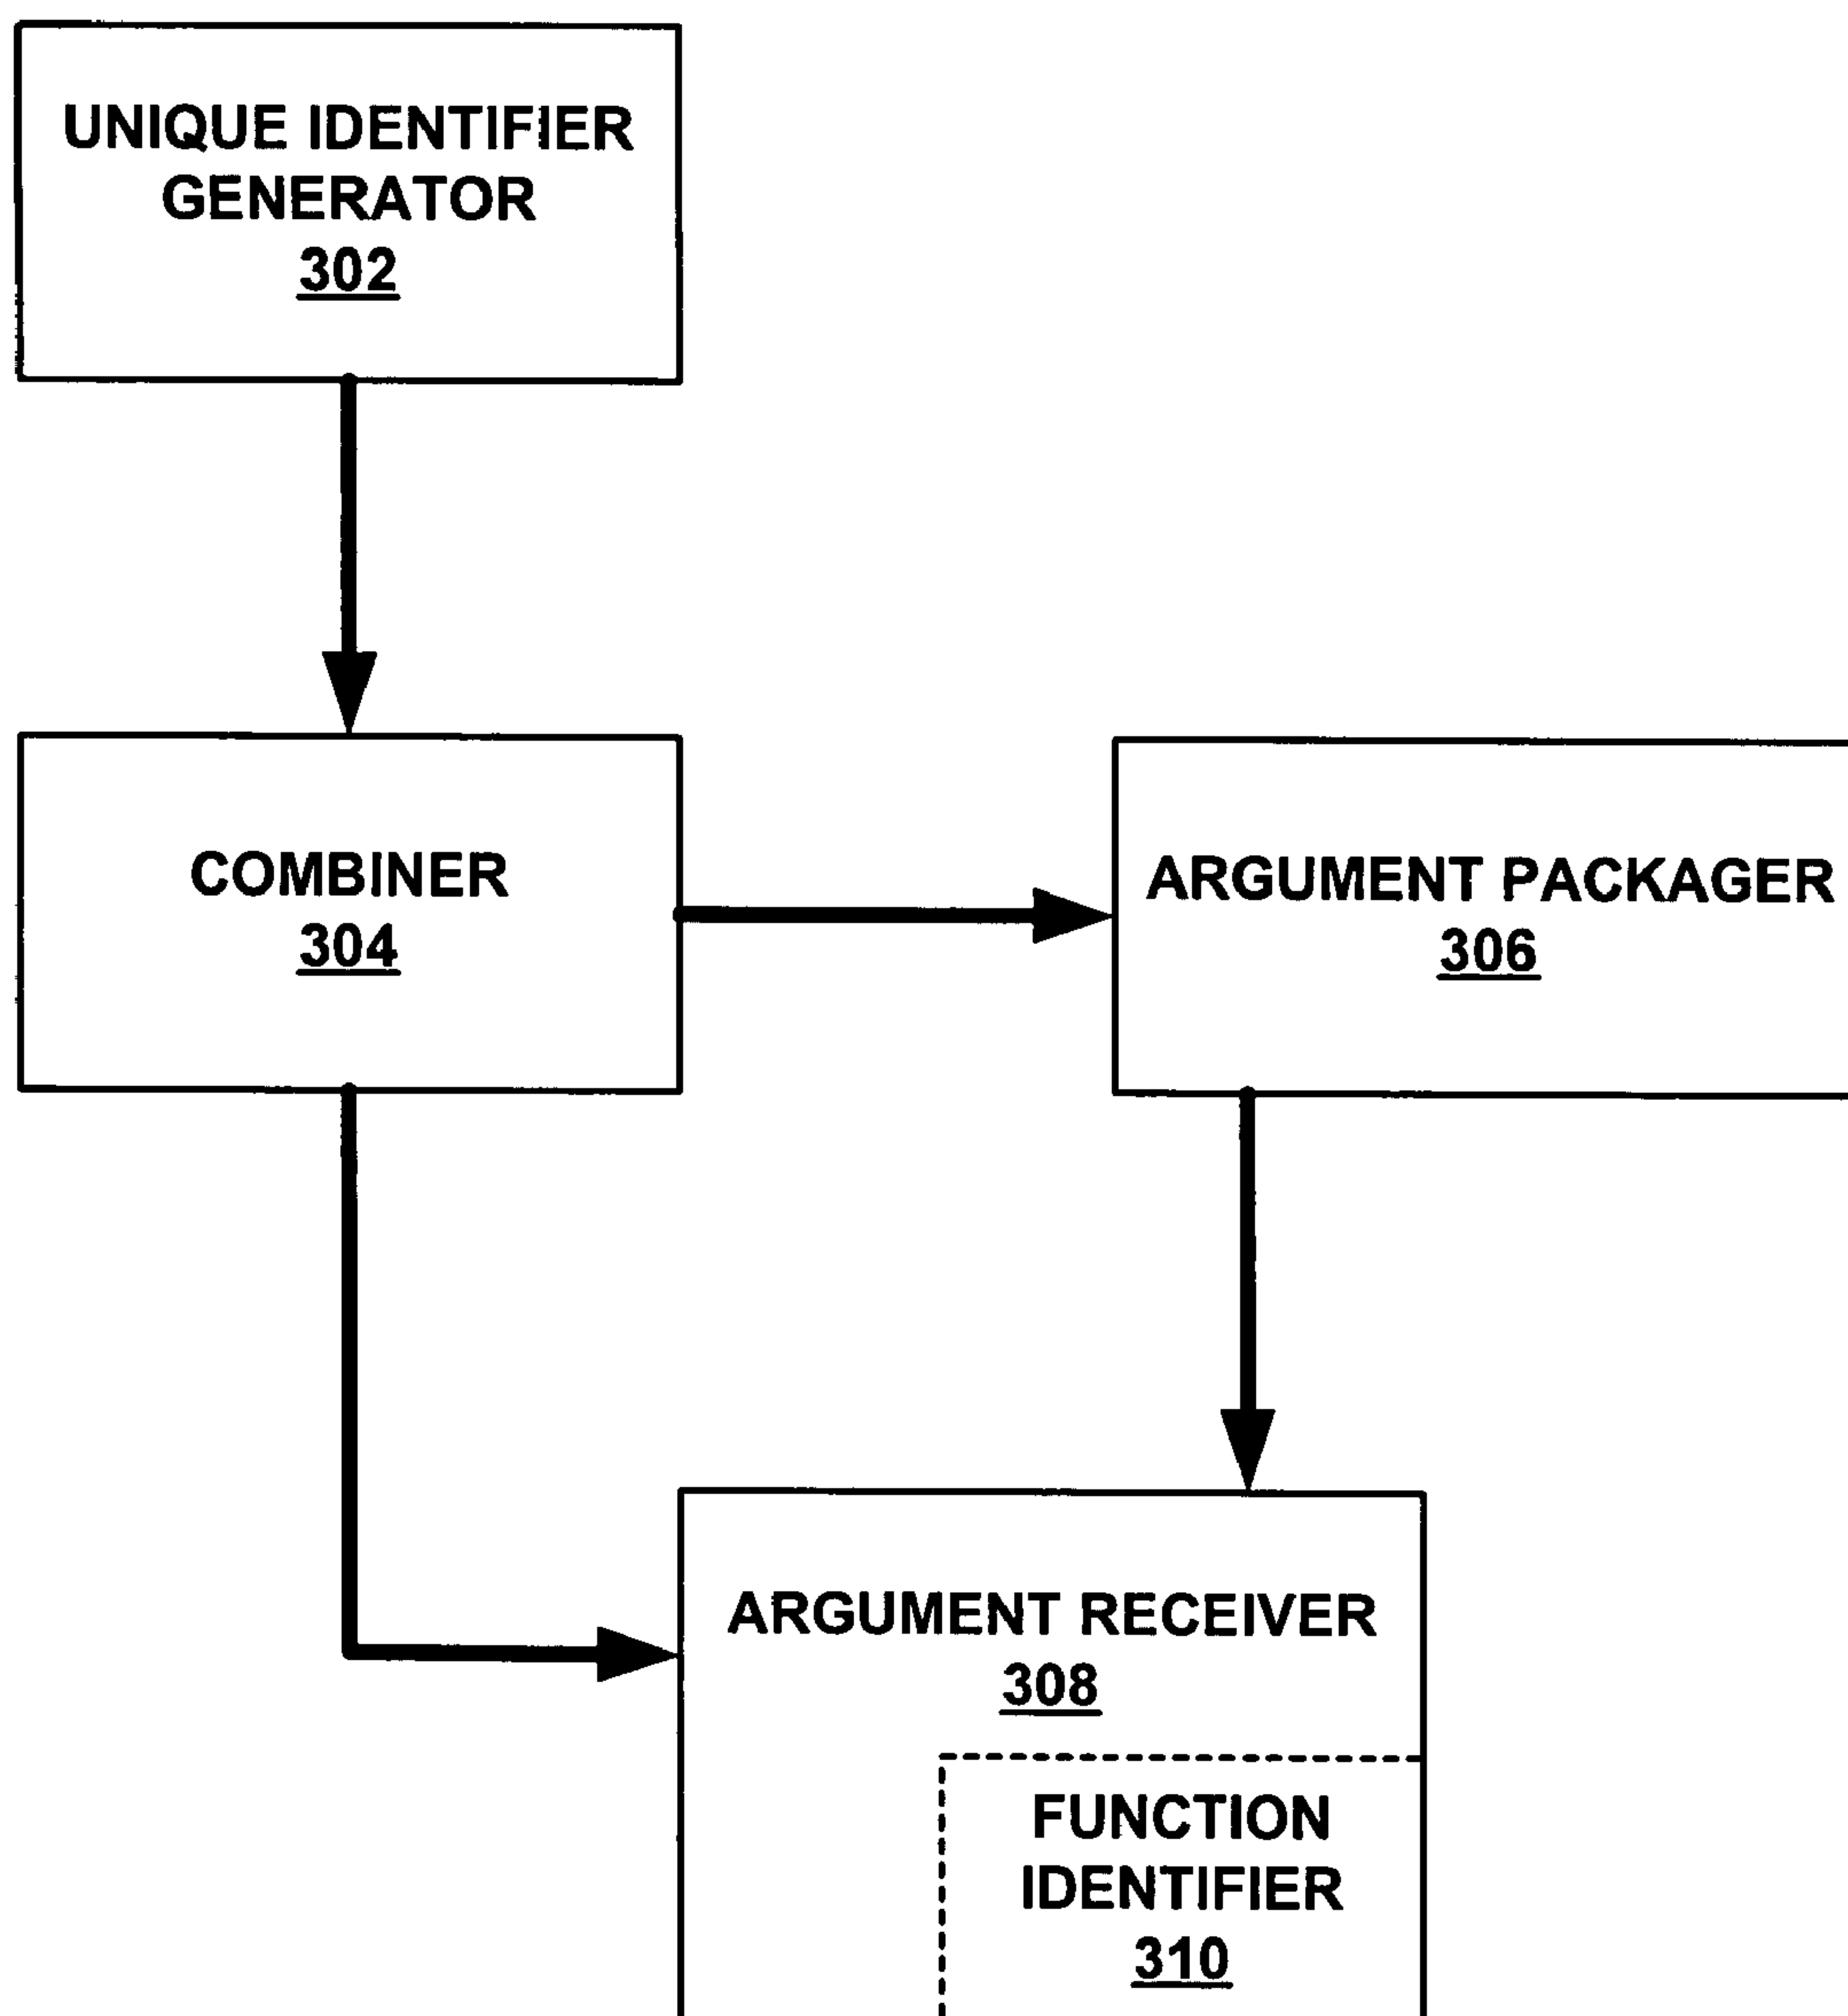 UNIQUE IDENTIFIER
GENERATOR
302
COMBINER
304
ARGUMENT PACKAGER
306
ARGUMENT RECEIVER
308
FUNCTION
IDENTIFIER
310